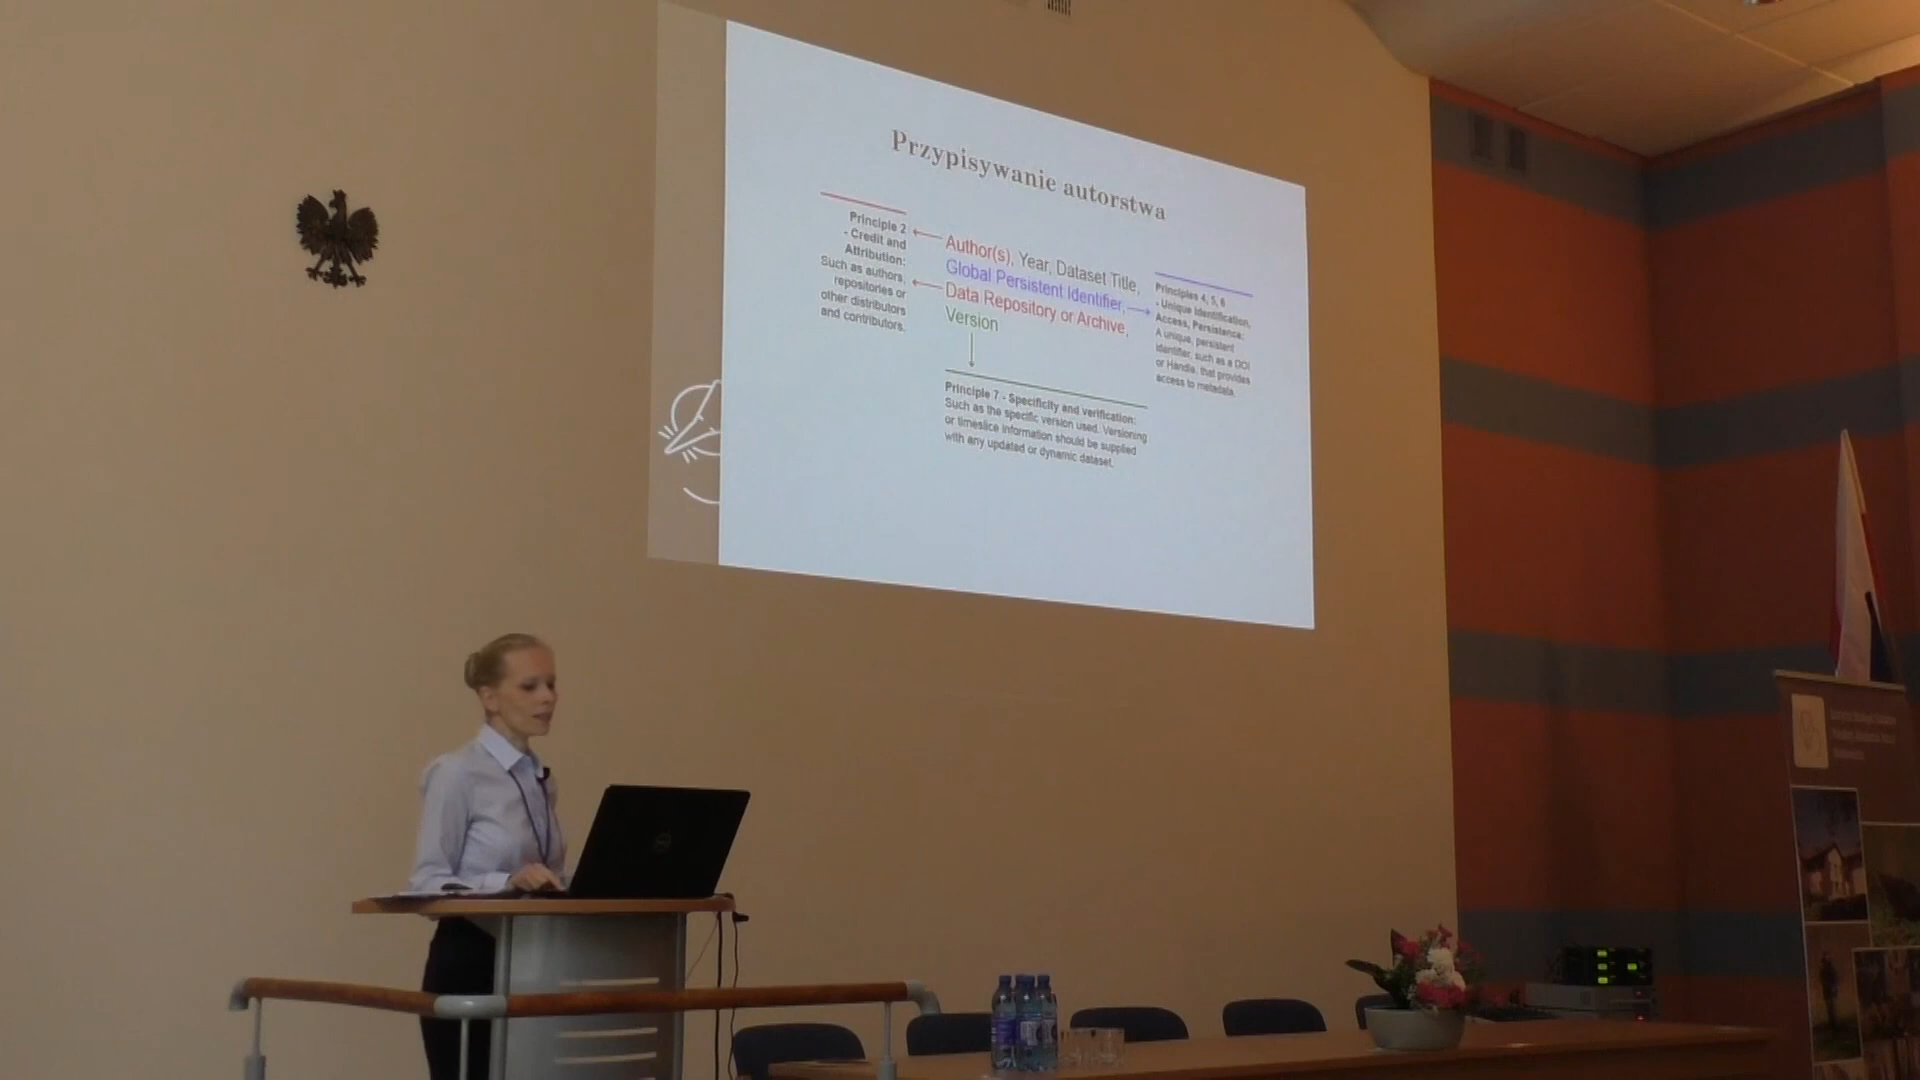 Przypisywanie autorstwa
Principle 2
- Credit and
Attribution:
Such as authors,
repositories or
other distributors
and contributors.
Author(s), Year, Dataset Title,
Global Persistent Identifier,
Data Repository or Archive,
Version
Principles 4, 5, 6
- Unique Identification,
Access, Persistence:
A unique, persistent
identifier, such as a DOI
or Handle, that provides
access to metadata.
Principle 7 - Specificity and verification:
Such as the specific version used. Versioning
or timeslice information should be supplied
with any updated or dynamic dataset.